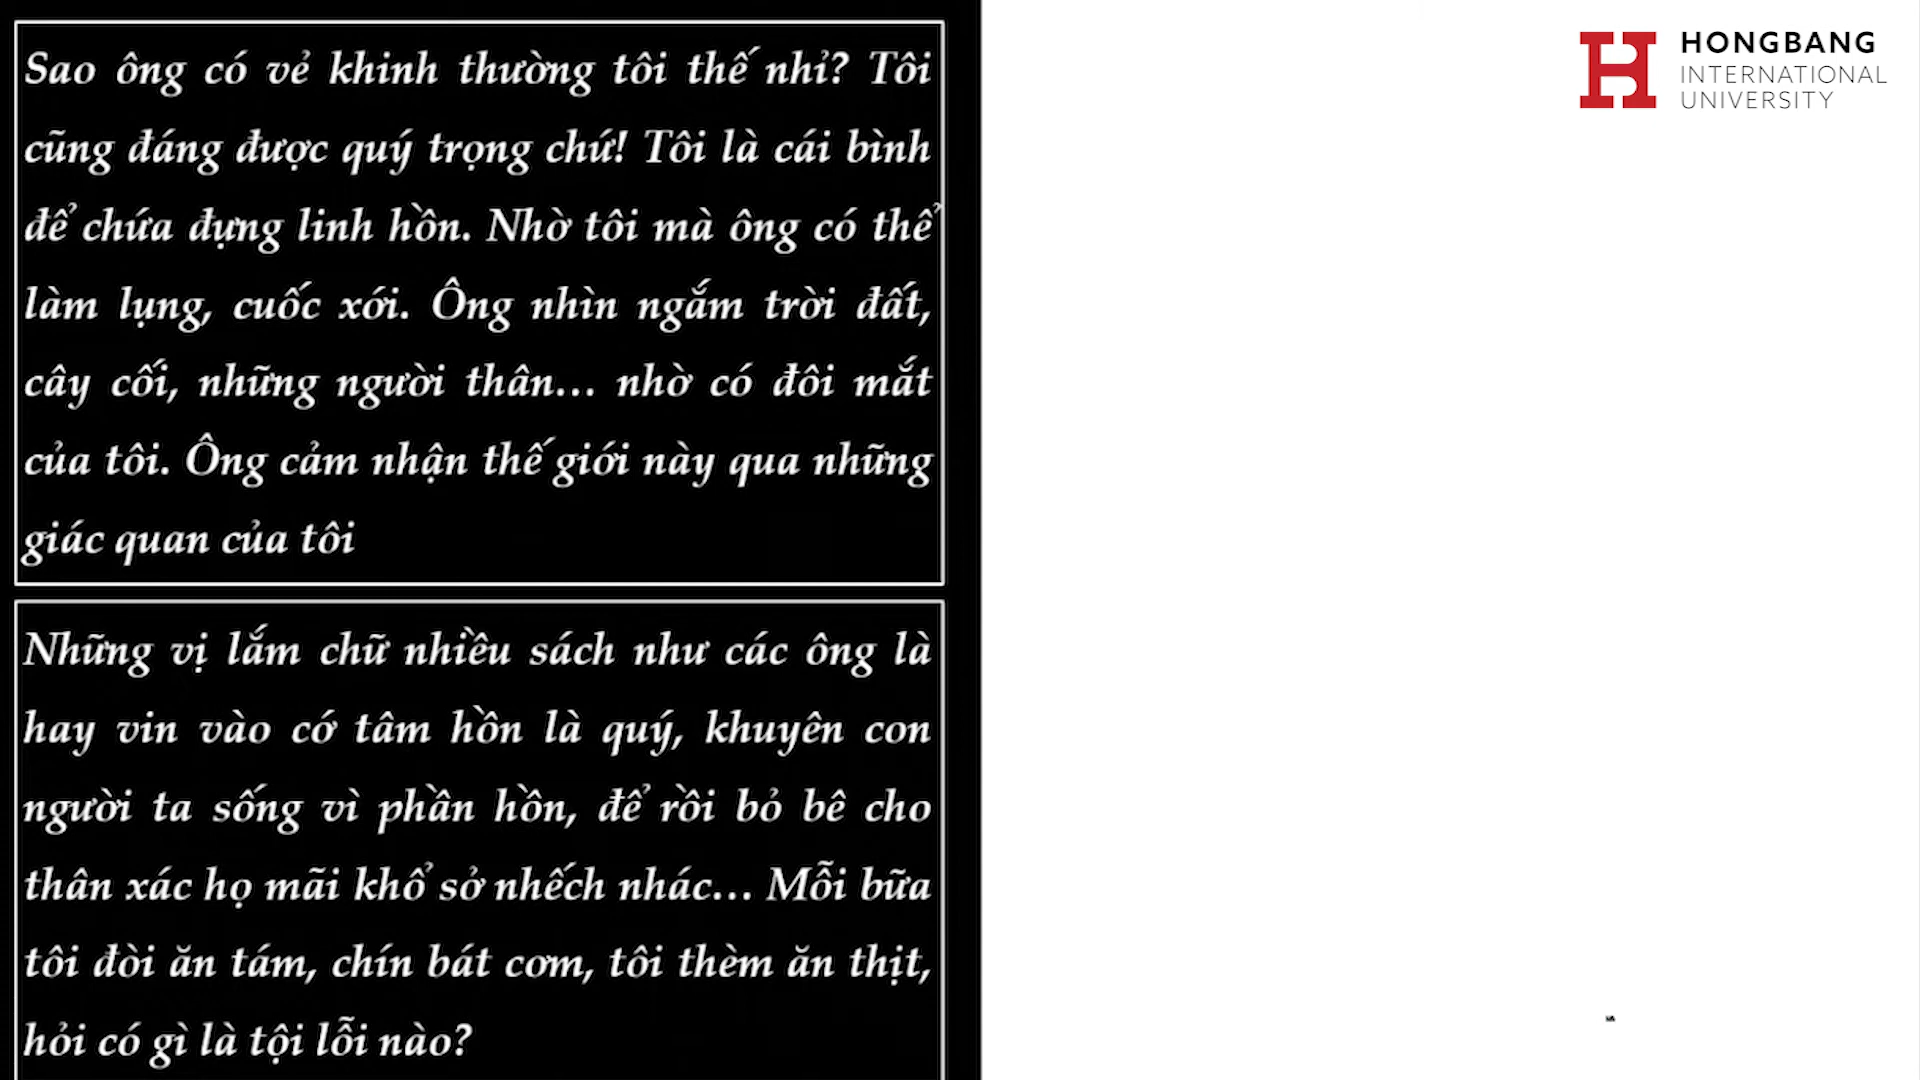 Sao ông có vẻ khinh thường tôi thế nhỉ? Tôi
cũng đáng được quý trọng chứ! Tôi là cái bình
để chứa đựng linh hồn. Nhờ tôi mà ông có thể
làm lụng, cuốc xới. Ông nhìn ngắm trời đất,
cây cối, những người thân... nhờ có đôi mắt
của tôi. Ông cảm nhận thế giới này qua những
giác quan của tôi
Những vị lắm chữ nhiều sách như các ông là
hay vin vào cớ tâm hồn là quý, khuyên con
người ta sống vì phần hồn, để rồi bỏ bê cho
thân xác họ mãi khổ sở nhếch nhác... Mỗi bữa
tôi đòi ăn tám, chín bát cơm, tôi thèm ăn thịt,
hỏi có gì là tội lỗi nào?
HONGBANG
INTERNATIONAL
UNIVERSITY